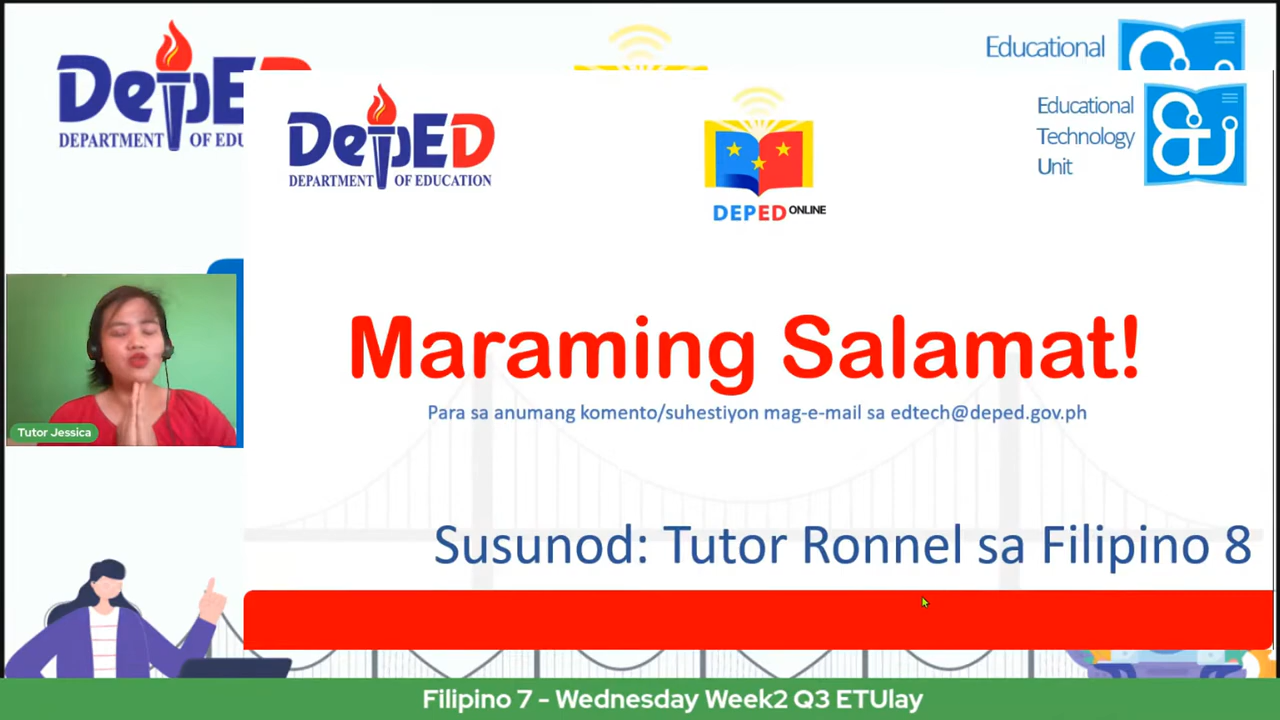 DepED
DEPARTMENT OF EDU
Educational
DepED
DEPARTMENT OF EDUCATION
DEPED ONLINE
Educational
Technology
Unit
Maraming Salamat!
Para sa anumang komento/suhestiyon mag-e-mail sa edtech@deped.gov.ph
Tutor Jessica
Susunod: Tutor Ronnel sa Filipino 8
Filipino 7 - Wednesday Week2 Q3 ETUlay